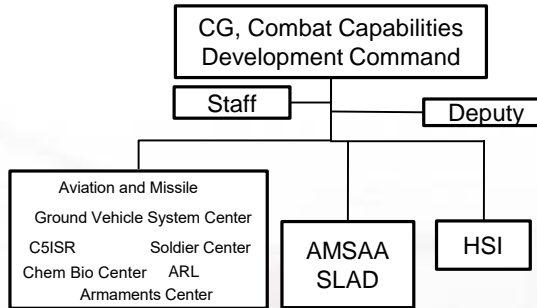 CG, Combat Capabilities
Development Command
Staff
Deputy
Aviation and Missile
Ground Vehicle System Center
C5ISR Soldier Center
Chem Bio Center ARL
Armaments Center
AMSAA
SLAD
HSI